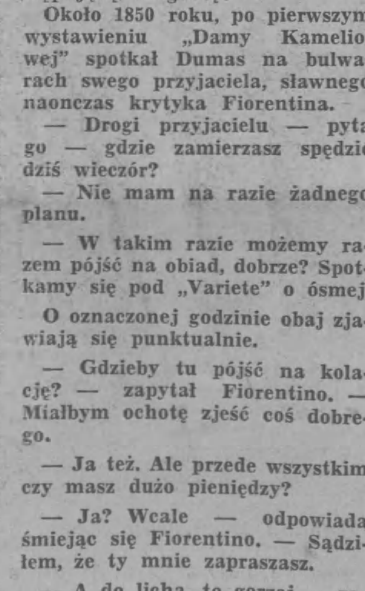 Około 1850 roku, po pierwszym
wystawieniu „Damy Kamelio
wej” spotkał Dumas na bulwa
rach swego przyjaciela, sławnego
naonczas krytyka Fiorentina.
— Drogi przyjacielu — pyta
go — gdzie zamierzasz spędzić
dziś wieczór?
— Nie mam na razie żadnego
planu.
— W takim razie możemy ra-
zem pójść na obiad, dobrze? Spot-
kamy się pod „Variete” o ósmej
O oznaczonej godzinie obaj zja-
wiają się punktualnie.
— Gdzieby tu pójść na kola-
cję? — zapytał Fiorentino. —
Miałbym ochotę zjeść coś dobre-
go.
— Ja też. Ale przede wszystkim
czy masz dużo pieniędzy?
— Ja? Wcale — odpowiada
śmiejąc się Fiorentino. — Sądzi-
łem, że ty mnie zapraszasz.